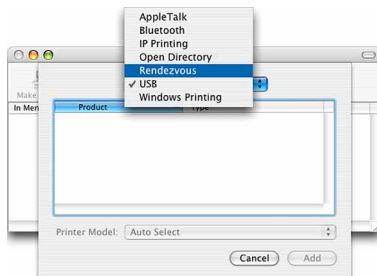 AppleTalk
Bluetooth
IP Printing
Open Directory
Rendezvous
✓ USB
Windows Printing
Make
In Men
Product
Type
Printer Model: Auto Select
Cancel Add